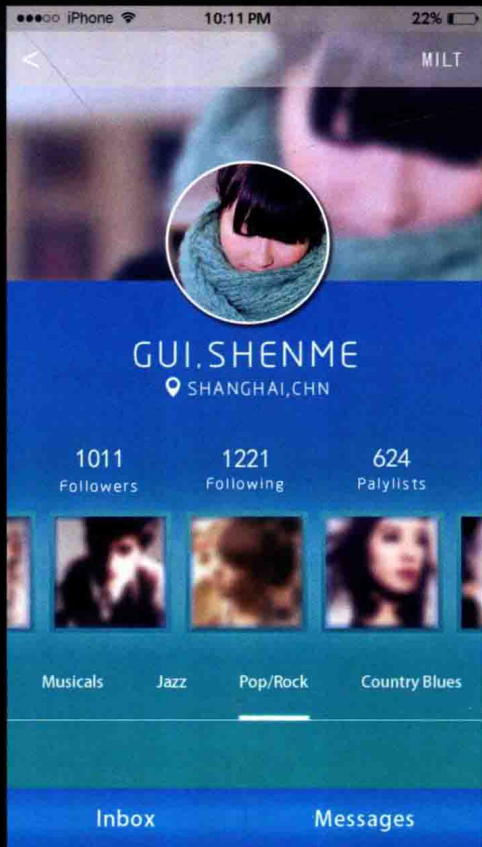 iPhone 10:11 PM 22%
< MILT
GUI.SHENME
SHANGHAI,CHN
1011 1221 624
Followers Following Palylists
Musicals Jazz Pop/Rock Country Blues
Inbox Messages